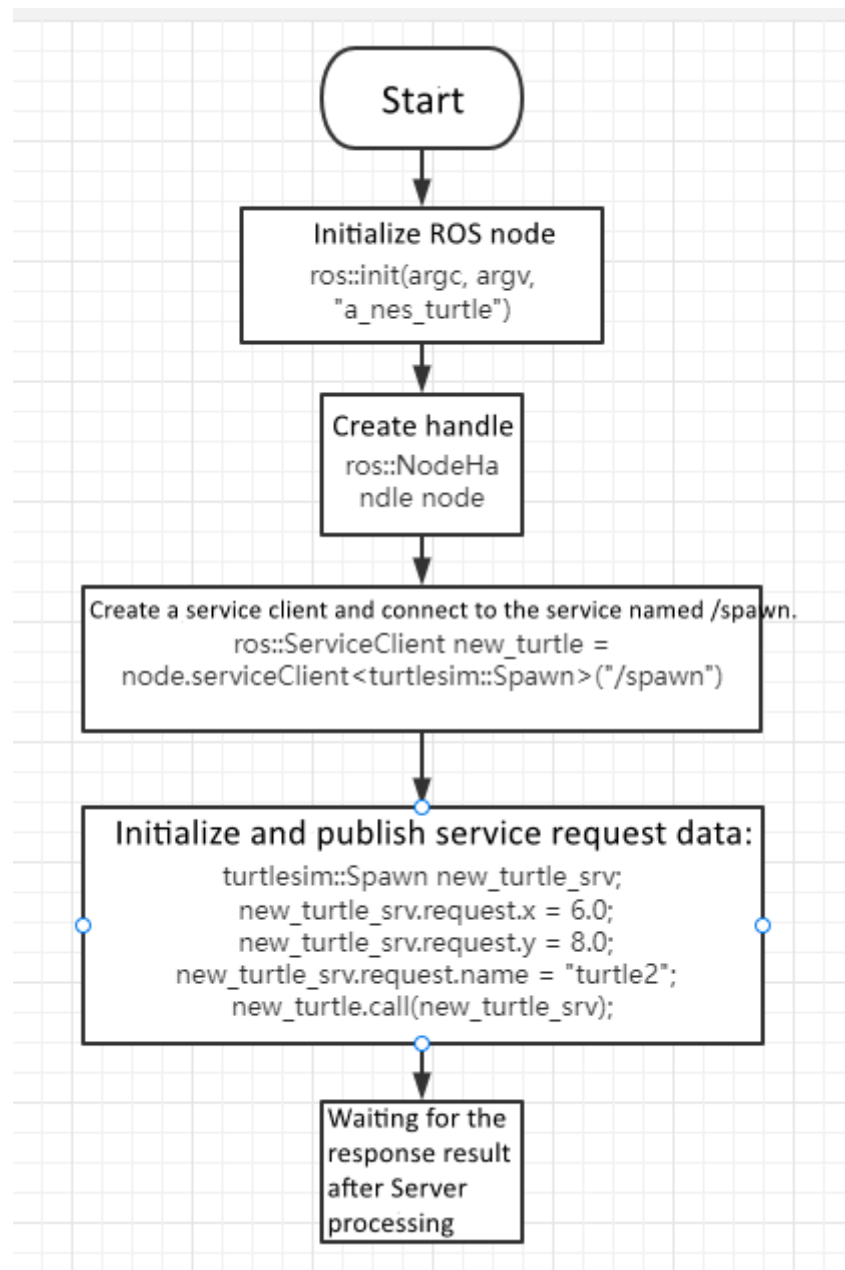 Start
Initialize ROS node
ros::init(argc, argv,
"a_nes_turtle")
Create handle
ros::NodeHa
ndle node
Create a service client and connect to the service named /spawn.
ros::ServiceClient new_turtle =
node.serviceClient<turtlesim::Spawn>("/spawn")
Initialize and publish service request data:
turtlesim::Spawn new_turtle_srv;
new_turtle_srv.request.x = 6.0;
new_turtle_srv.request.y = 8.0;
new_turtle_srv.request.name = "turtle2";
new_turtle.call(new_turtle_srv);
Waiting for the
response result
after Server
processing